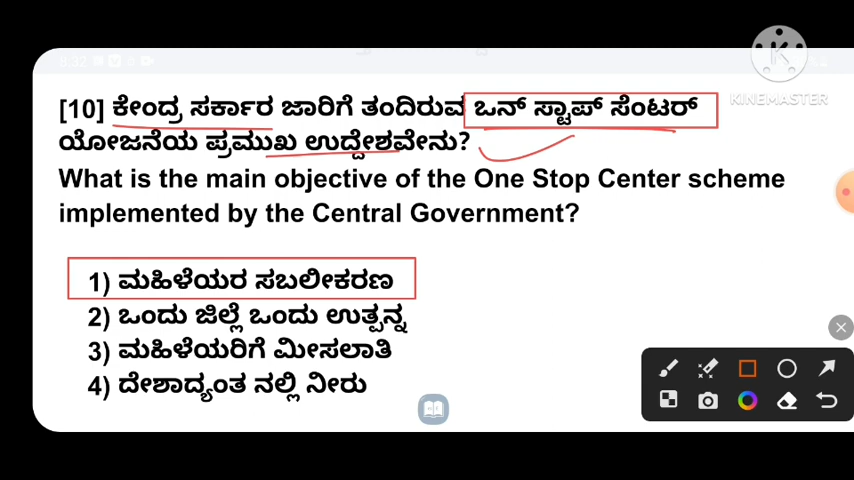 8:32
KINEMASTER
[10] ಕೇಂದ್ರ ಸರ್ಕಾರ ಜಾರಿಗೆ ತಂದಿರುವ ಒನ್ ಸ್ಟಾಪ್ ಸೆಂಟರ್
ಯೋಜನೆಯ ಪ್ರಮುಖ ಉದ್ದೇಶವೇನು?
What is the main objective of the One Stop Center scheme
implemented by the Central Government?
1) ಮಹಿಳೆಯರ ಸಬಲೀಕರಣ
2) ಒಂದು ಜಿಲ್ಲೆ ಒಂದು ಉತ್ಪನ್ನ
3) ಮಹಿಳೆಯರಿಗೆ ಮೀಸಲಾತಿ
4) ದೇಶಾದ್ಯಂತ ನಲ್ಲಿ ನೀರು